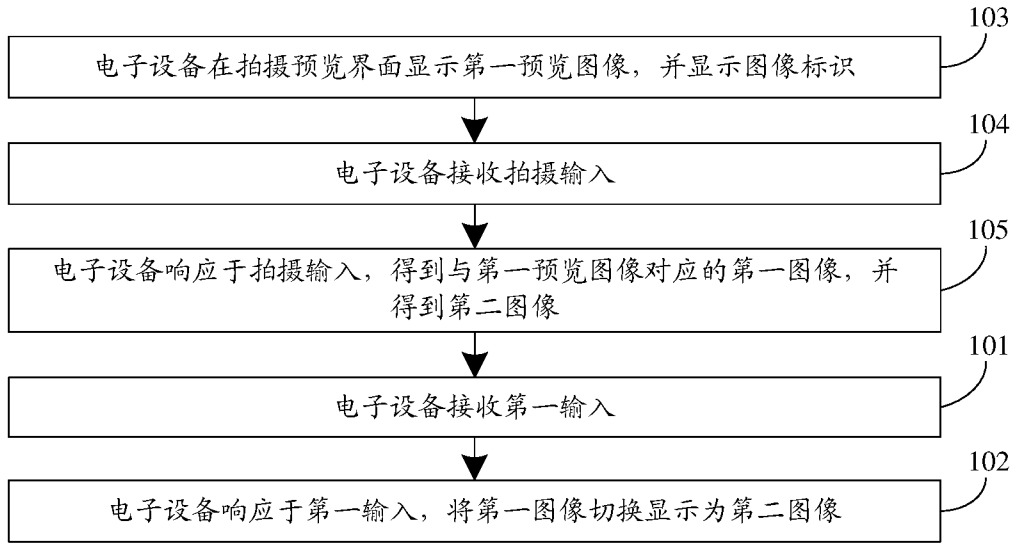 103
电子设备在拍摄预览界面显示第一预览图像，并显示图像标识
104
电子设备接收拍摄输入
105
电子设备响应于拍摄输入，得到与第一预览图像对应的第一图像，并
得到第二图像
101
电子设备接收第一输入
102
电子设备响应于第一输入，将第一图像切换显示为第二图像